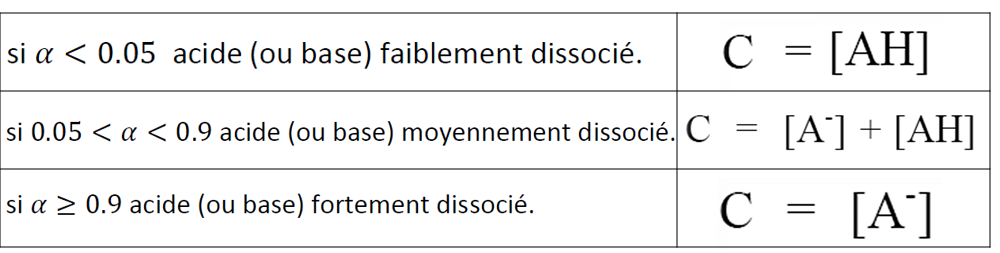 si α < 0.05 acide (ou base) faiblement dissocié. C = [AH]
si 0.05 < α < 0.9 acide (ou base) moyennement dissocié. C = [A⁻] + [AH]
si α ≥ 0.9 acide (ou base) fortement dissocié. C = [A⁻]